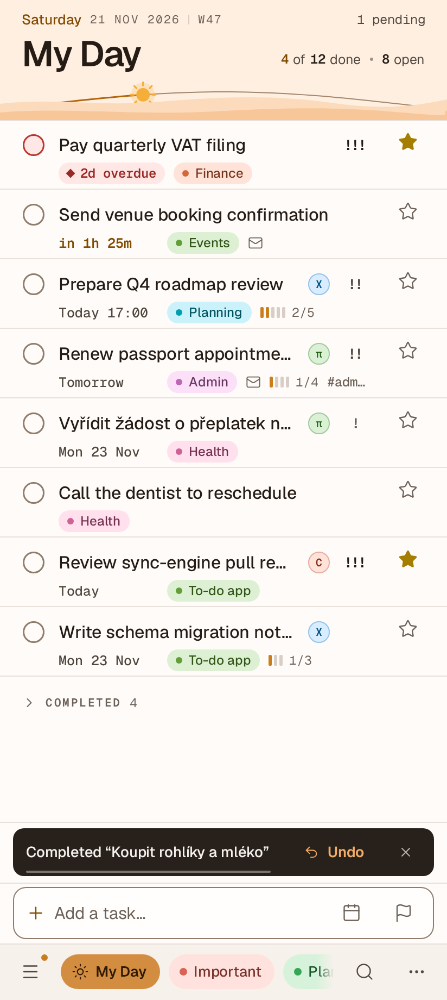 Saturday 21 NOV 2026 | W47 1 pending
My Day 4 of 12 done • 8 open
Pay quarterly VAT filing !!!
2d overdue Finance
Send venue booking confirmation
in 1h 25m Events
Prepare Q4 roadmap review X !!
Today 17:00 Planning 2/5
Renew passport appointme… π !!
Tomorrow Admin 1/4 #adm…
Vyřídit žádost o přeplatek n… π !
Mon 23 Nov Health
Call the dentist to reschedule
Health
Review sync-engine pull re… C !!!
Today To-do app
Write schema migration not… X
Mon 23 Nov To-do app 1/3
COMPLETED 4
Completed “Koupit rohlíky a mléko” Undo
Add a task…
My Day Important Pla